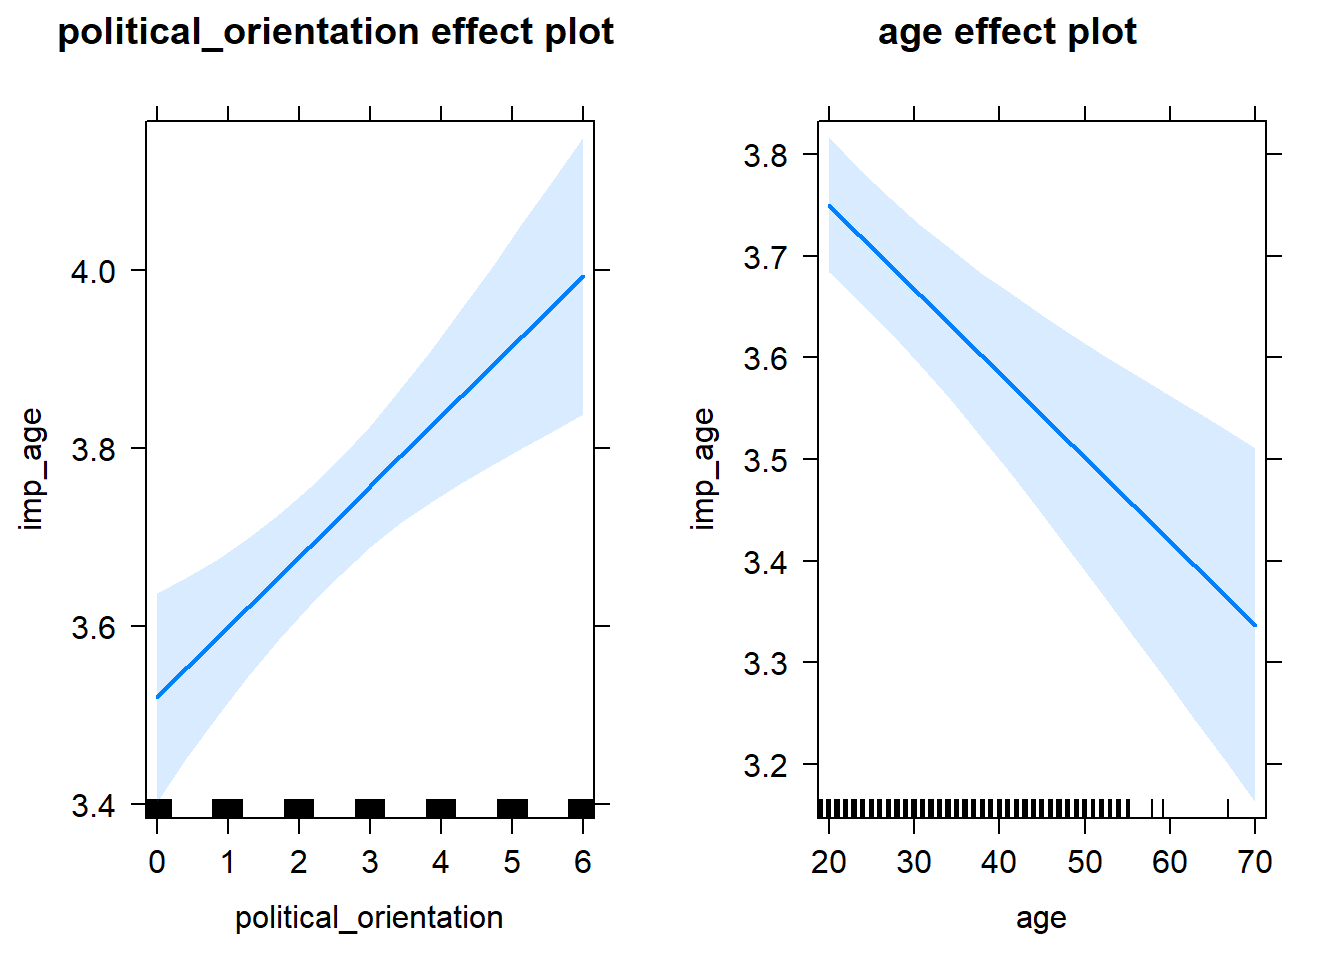 political_orientation effect plot
imp_age
4.0
3.8
3.6
3.4
0 1 2 3 4 5 6
political_orientation
age effect plot
imp_age
3.8
3.7
3.6
3.5
3.4
3.3
3.2
20 30 40 50 60 70
age